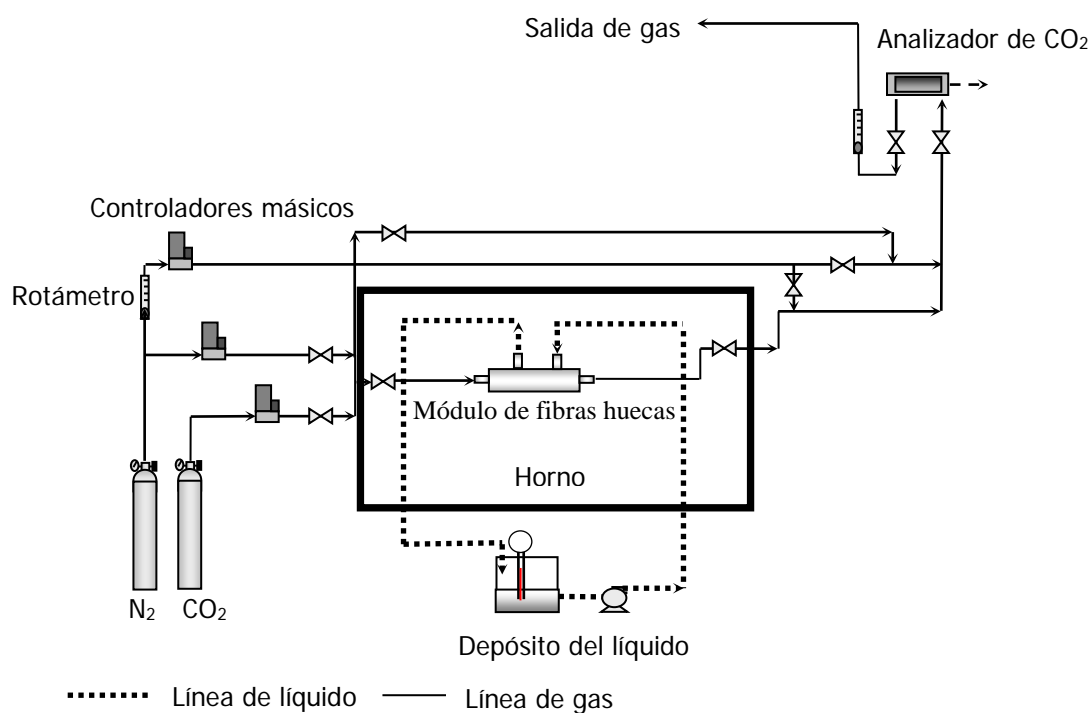 Salida de gas
Analizador de CO₂
Controladores másicos
Rotámetro
Módulo de fibras huecas
Horno
N₂
CO₂
Depósito del líquido
Línea de líquido
Línea de gas